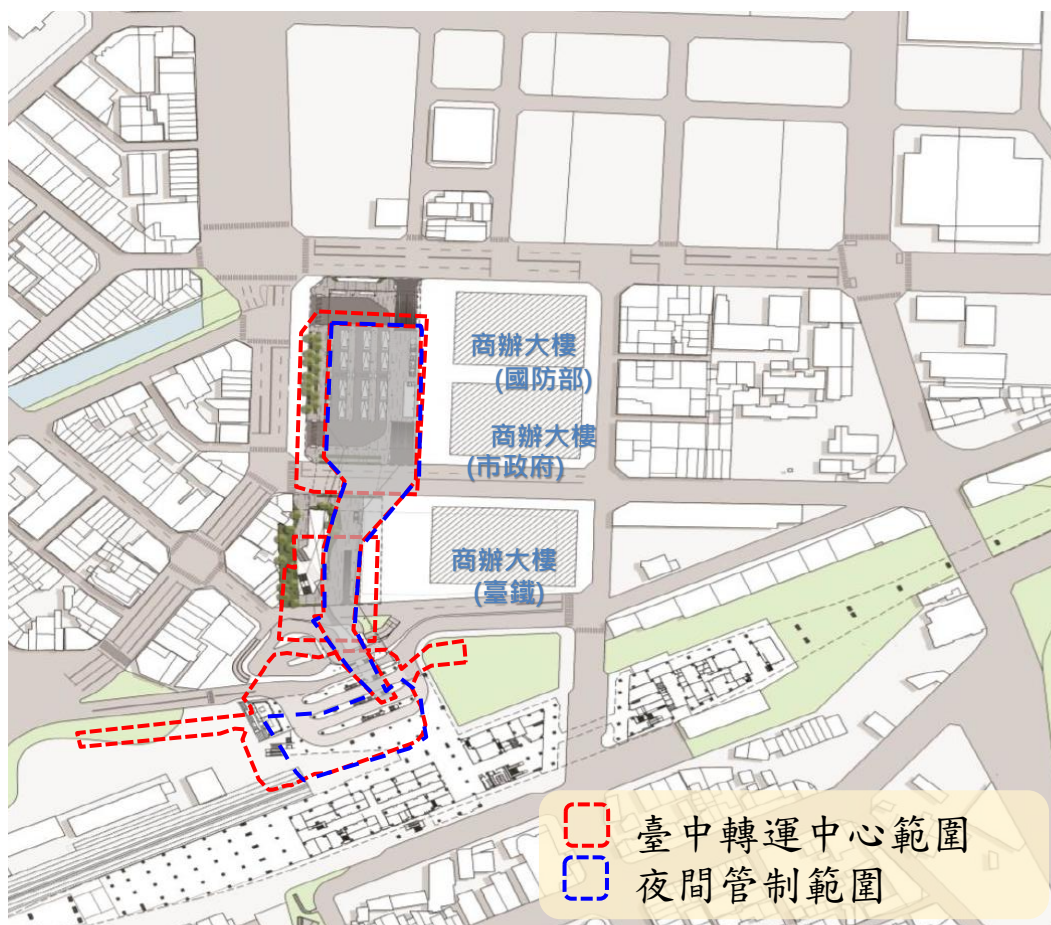 商辦大樓
(國防部)
商辦大樓
(市政府)
商辦大樓
(臺鐵)
臺中轉運中心範圍
夜間管制範圍